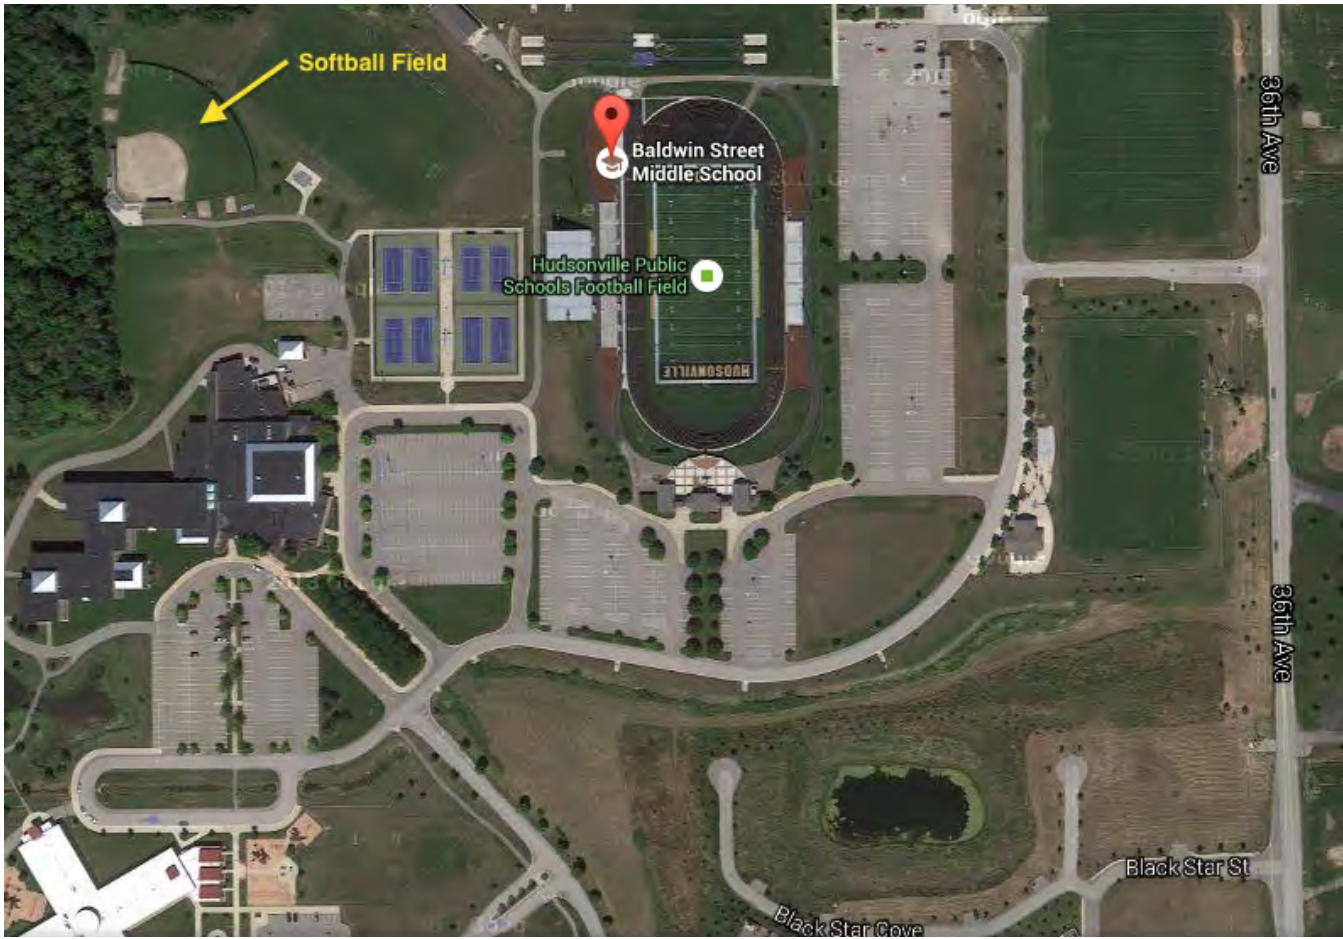 Softball Field
36th Ave
Baldwin Street
Middle School
Hudsonville Public
Schools Football Field
HUDSONVILLE
36th Ave
Black Star St
Black Star Cove